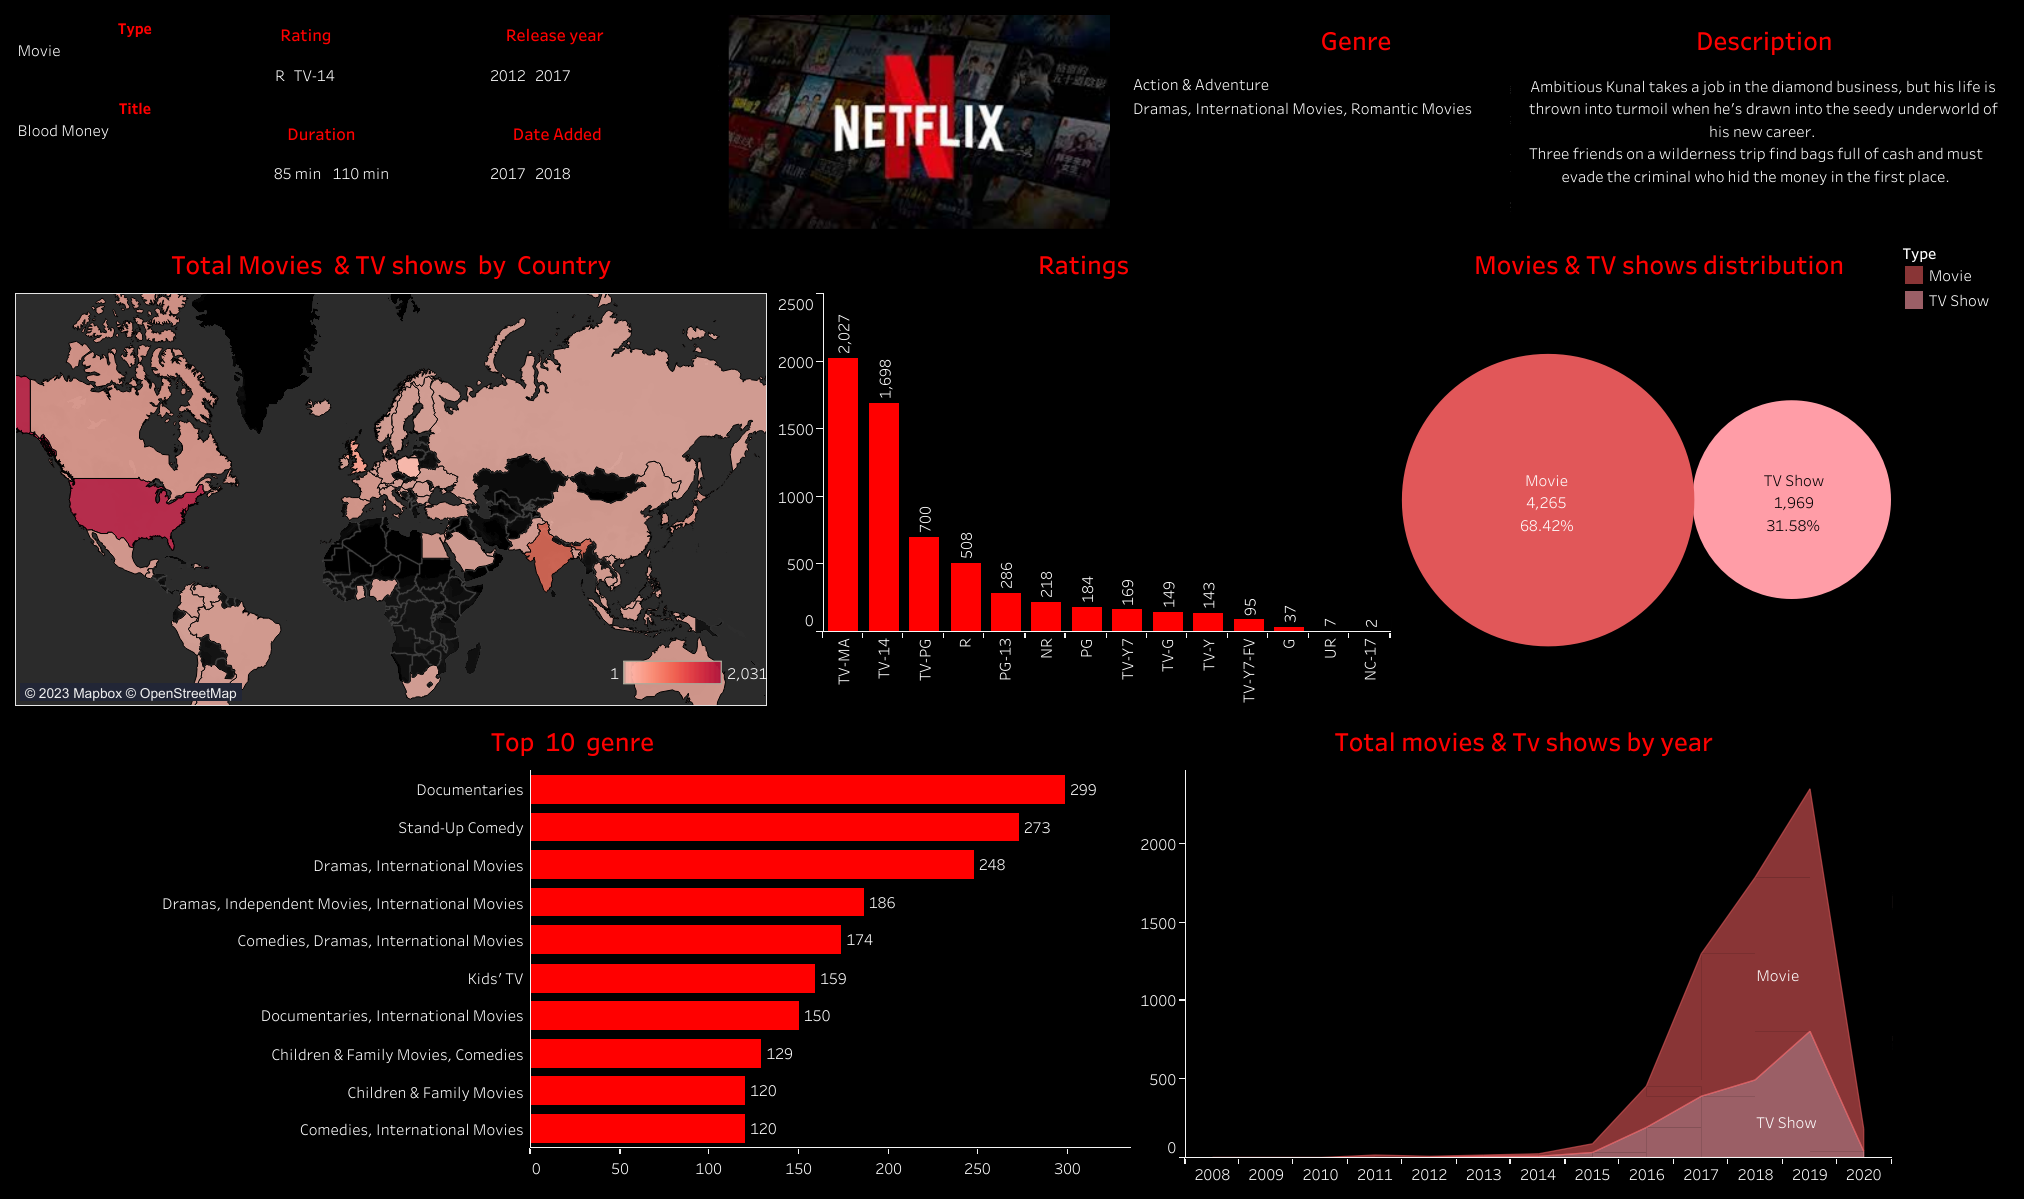 Type
Movie
Title
Blood Money
Rating
R TV-14
Duration
85 min 110 min
Release year
2012 2017
Date Added
2017 2018
NETFLIX
Genre
Action & Adventure
Dramas, International Movies, Romantic Movies
Description
Ambitious Kunal takes a job in the diamond business, but his life is
thrown into turmoil when he's drawn into the seedy underworld of
his new career.
Three friends on a wilderness trip find bags full of cash and must
evade the criminal who hid the money in the first place.
Total Movies & TV shows by Country
1 2,031
© 2023 Mapbox © OpenStreetMap
Ratings
2500
2000
1500
1000
500
0
2,027
1,698
700
508
286
218
184
169
149
143
95
37
7
2
TV-MA
TV-14
TV-PG
R
PG-13
NR
PG
TV-Y7
TV-G
TV-Y
TV-Y7-FV
G
UR
NC-17
Movies & TV shows distribution
Type
Movie
TV Show
Movie
4,265
68.42%
TV Show
1,969
31.58%
Top 10 genre
Documentaries 299
Stand-Up Comedy 273
Dramas, International Movies 248
Dramas, Independent Movies, International Movies 186
Comedies, Dramas, International Movies 174
Kids' TV 159
Documentaries, International Movies 150
Children & Family Movies, Comedies 129
Children & Family Movies 120
Comedies, International Movies 120
0 50 100 150 200 250 300
Total movies & Tv shows by year
2000
1500
1000
500
0
Movie
TV Show
2008 2009 2010 2011 2012 2013 2014 2015 2016 2017 2018 2019 2020